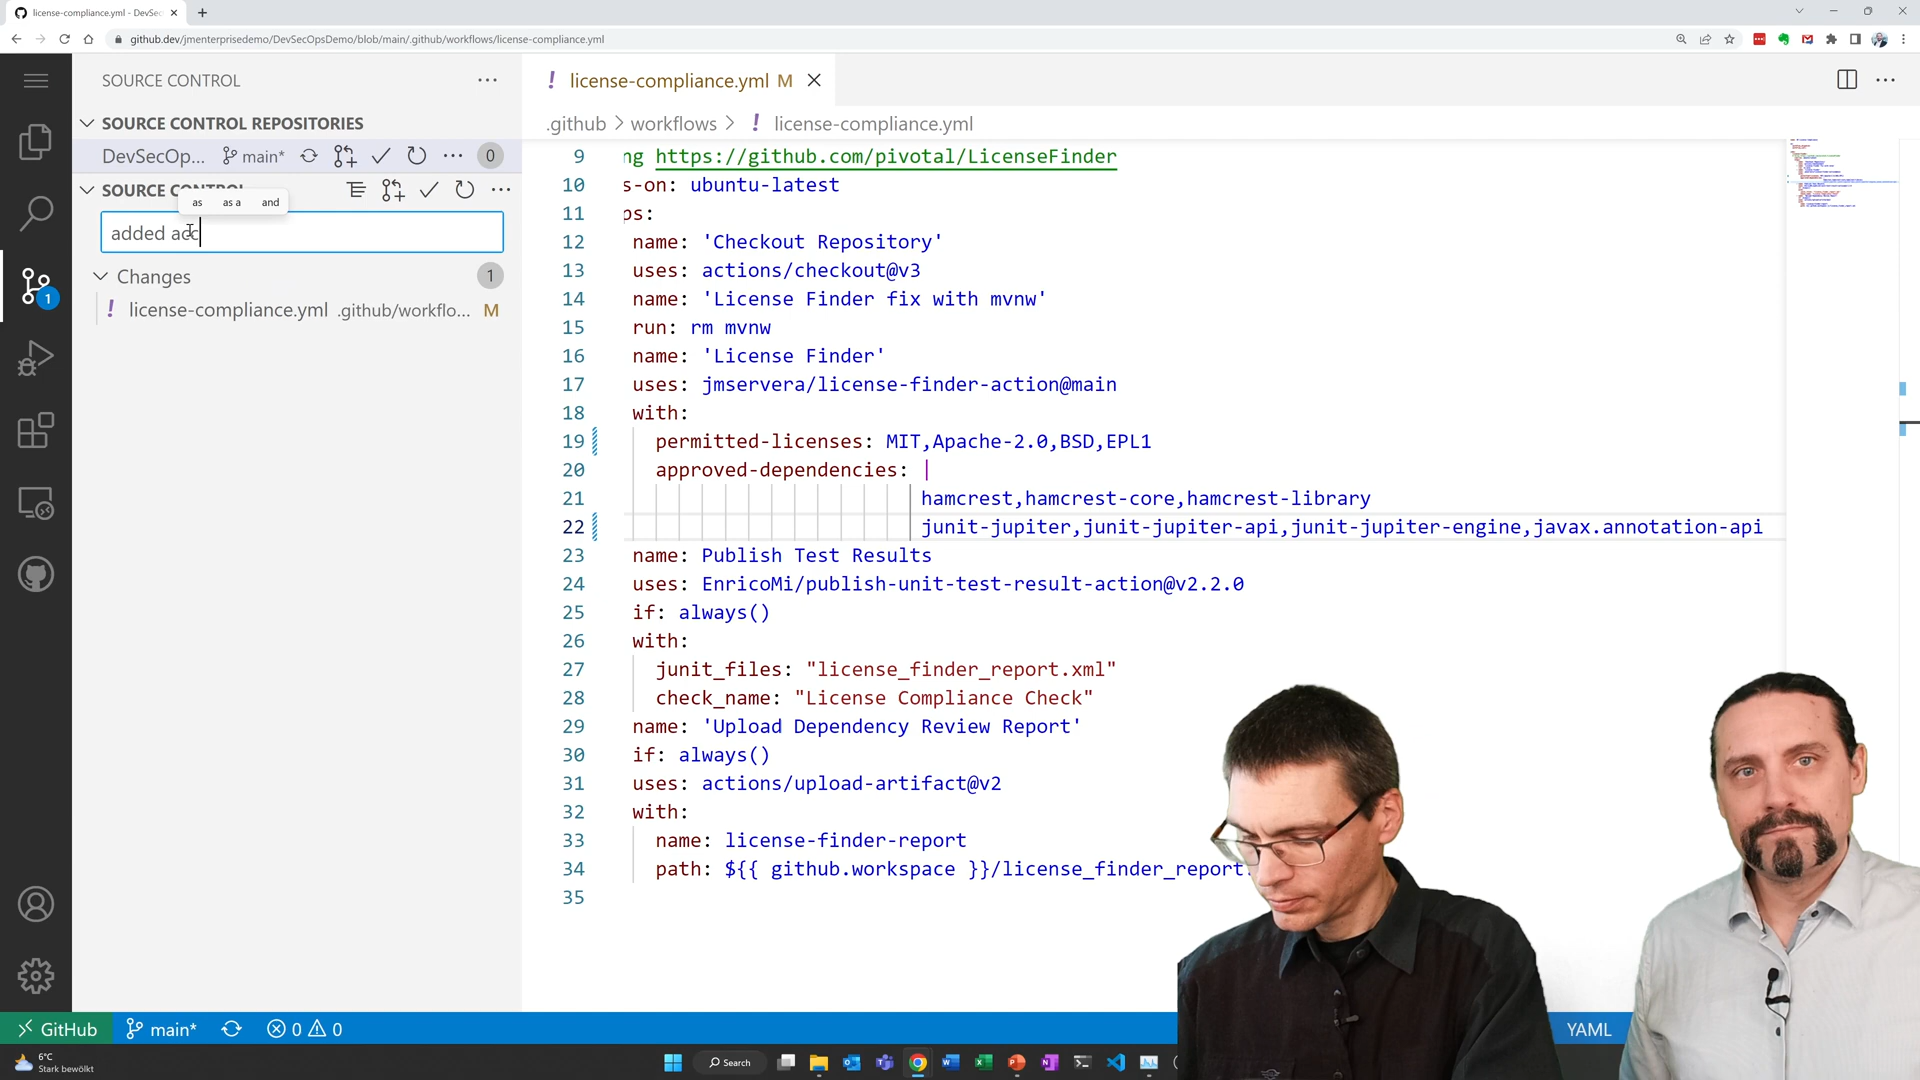 license-compliance.yml - DevSec
github.dev/jmenterprisedemo/DevSecOpsDemo/blob/main/.github/workflows/license-compliance.yml
SOURCE CONTROL
SOURCE CONTROL REPOSITORIES
DevSecOp... main* 0
SOURCE CONTROL
as as a and
added acc
Changes 1
! license-compliance.yml .github/workflo... M
1
! license-compliance.yml M
.github > workflows > ! license-compliance.yml
9 ng https://github.com/pivotal/LicenseFinder
10 s-on: ubuntu-latest
11 ps:
12 name: 'Checkout Repository'
13 uses: actions/checkout@v3
14 name: 'License Finder fix with mvnw'
15 run: rm mvnw
16 name: 'License Finder'
17 uses: jmservera/license-finder-action@main
18 with:
19 permitted-licenses: MIT,Apache-2.0,BSD,EPL1
20 approved-dependencies: |
21 hamcrest,hamcrest-core,hamcrest-library
22 junit-jupiter,junit-jupiter-api,junit-jupiter-engine,javax.annotation-api
23 name: Publish Test Results
24 uses: EnricoMi/publish-unit-test-result-action@v2.2.0
25 if: always()
26 with:
27 junit_files: "license_finder_report.xml"
28 check_name: "License Compliance Check"
29 name: 'Upload Dependency Review Report'
30 if: always()
31 uses: actions/upload-artifact@v2
32 with:
33 name: license-finder-report
34 path: ${{ github.workspace }}/license_finder_report.
35
GitHub main* 0 0 YAML
6°C
Stark bewölkt
Search